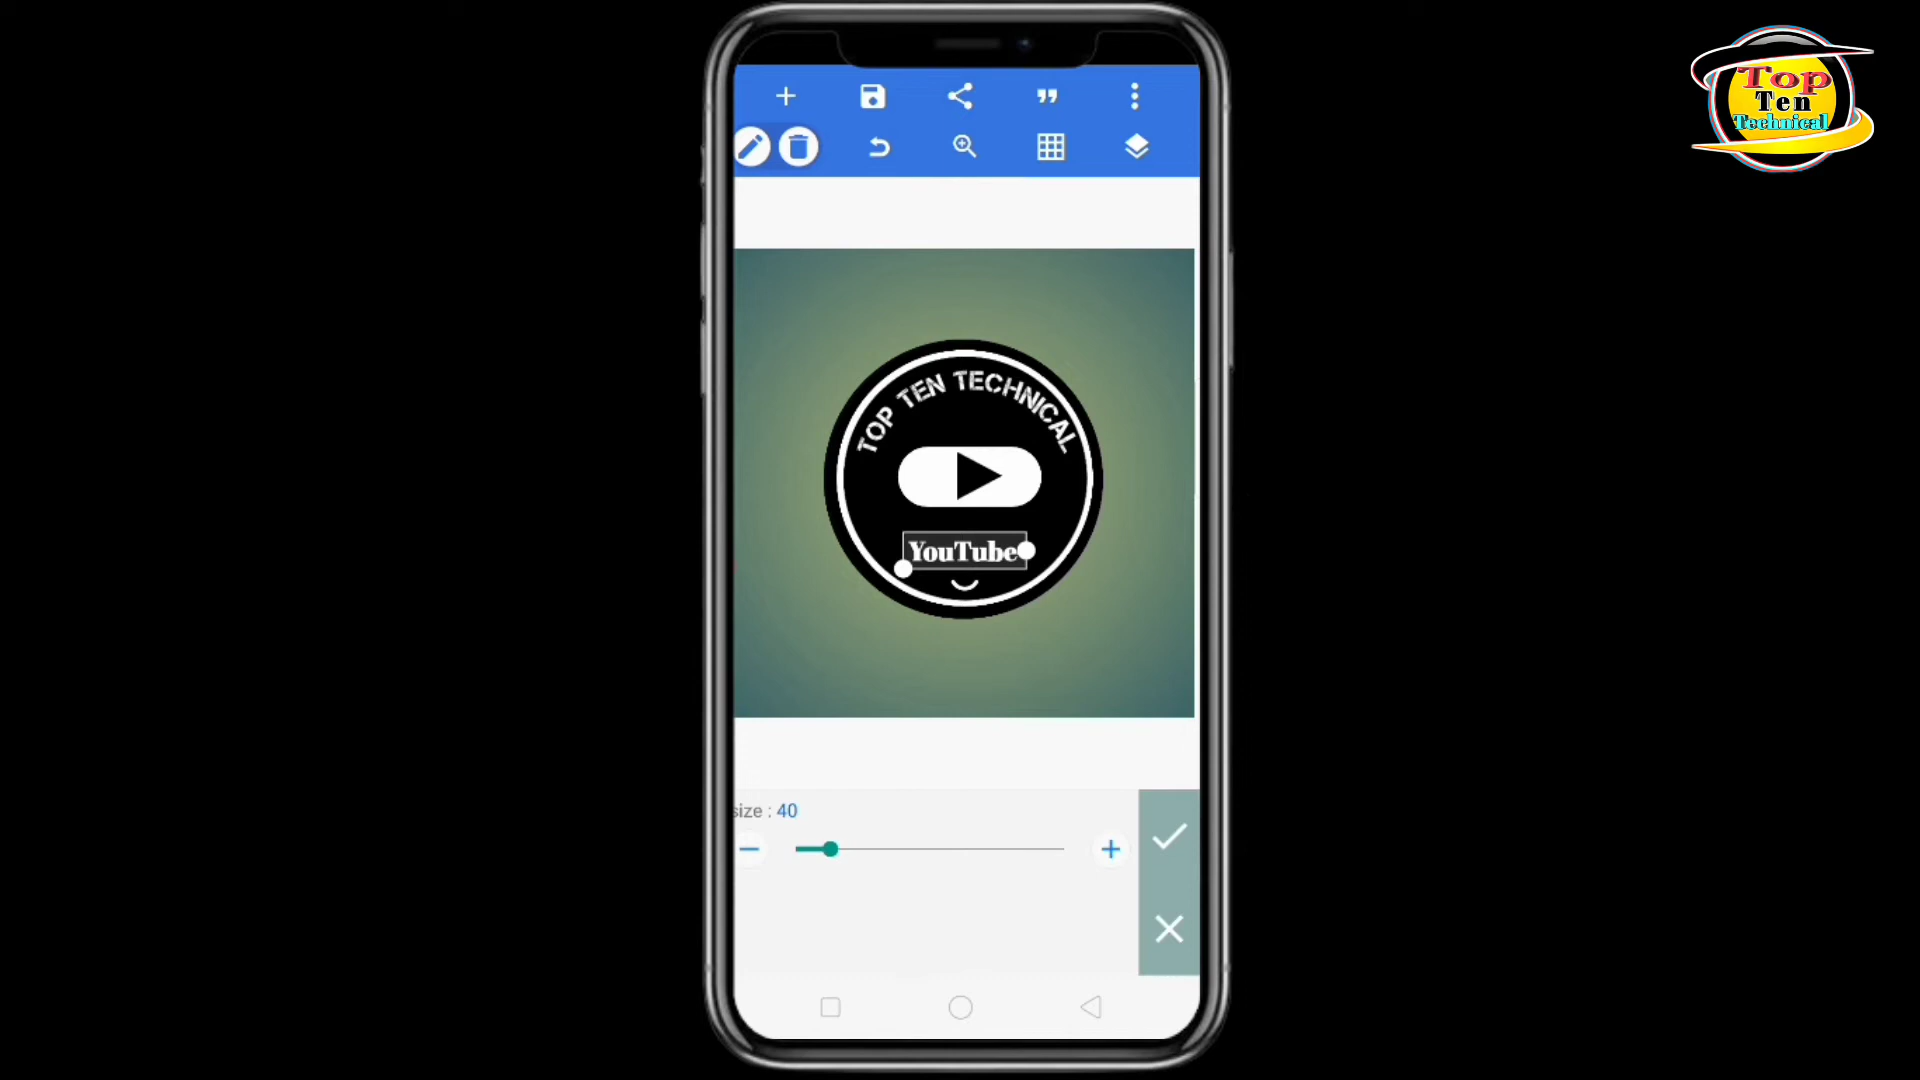 Top
Ten
Technical
TOP TEN TECHNICAL
YouTube
size : 40